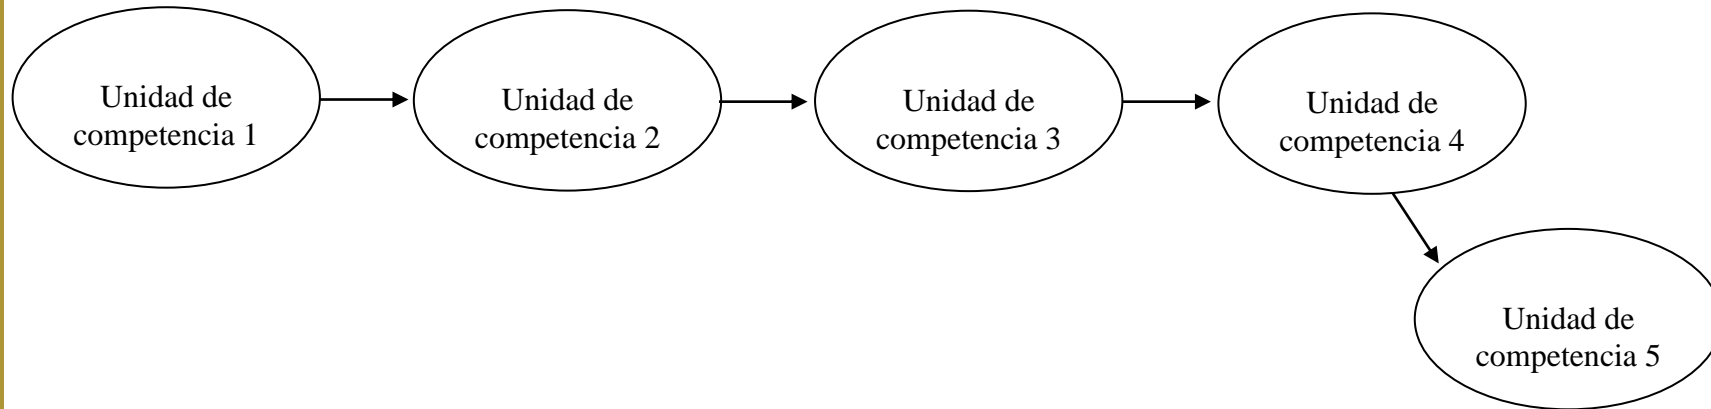 Unidad de
competencia 1
Unidad de
competencia 2
Unidad de
competencia 3
Unidad de
competencia 4
Unidad de
competencia 5